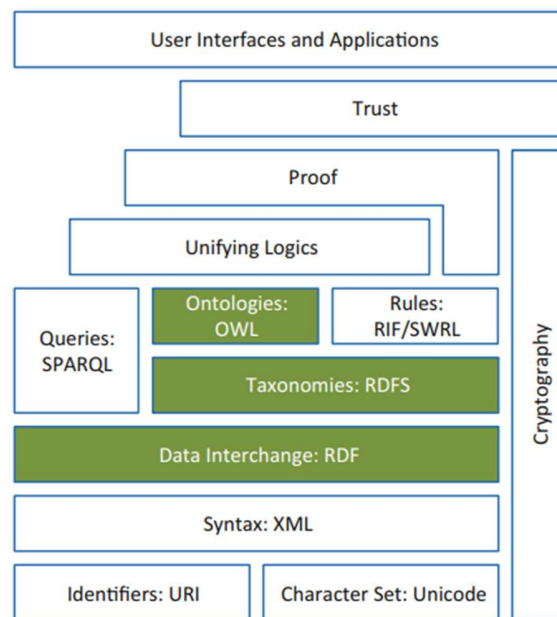 User Interfaces and Applications
Trust
Proof
Unifying Logics
Queries:
SPARQL
Ontologies:
OWL
Rules:
RIF/SWRL
Taxonomies: RDFS
Data Interchange: RDF
Syntax: XML
Identifiers: URI
Character Set: Unicode
Cryptography